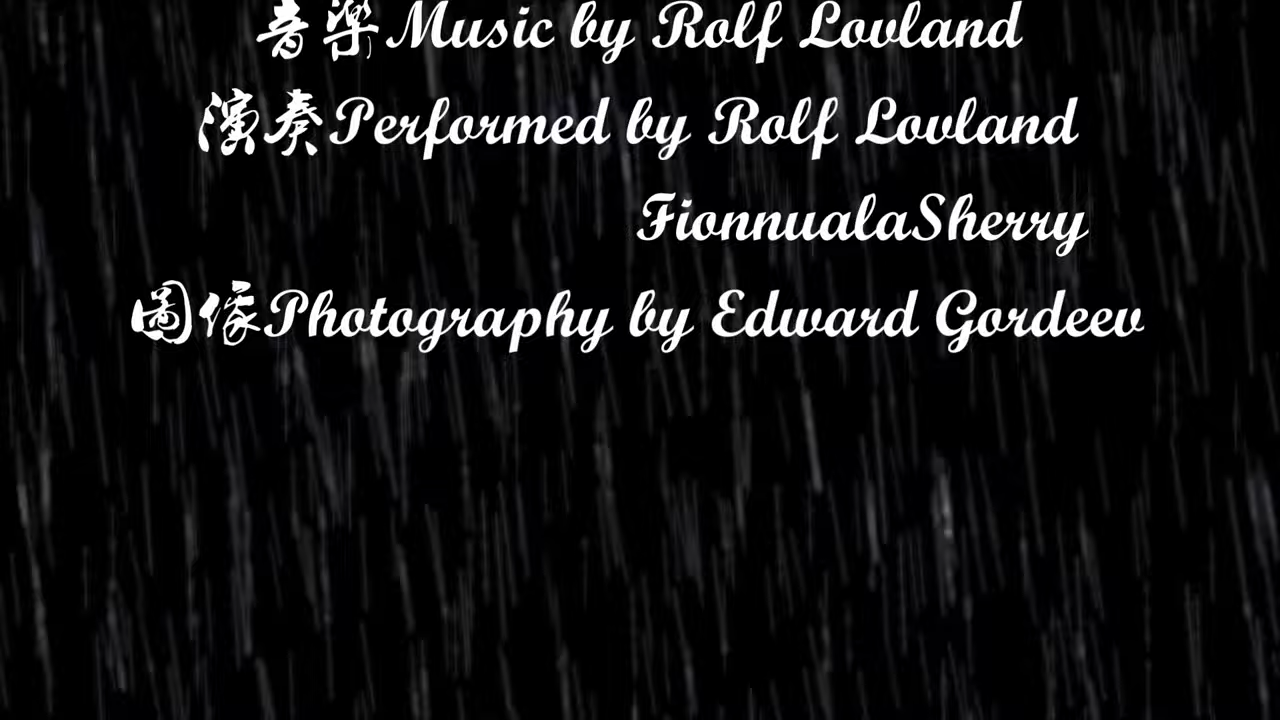 音樂Music by Rolf Lovland
演奏Performed by Rolf Lovland
FionnualaSherry
圖像Photography by Edward Gordeev